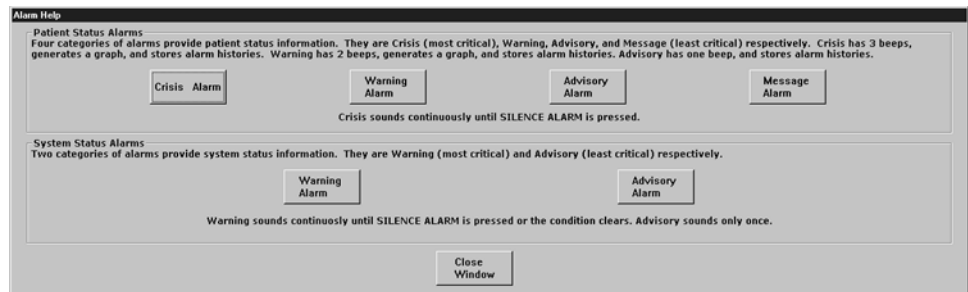 Alarm Help
Patient Status Alarms
Four categories of alarms provide patient status information. They are Crisis (most critical), Warning, Advisory, and Message (least critical) respectively. Crisis has 3 beeps,
generates a graph, and stores alarm histories. Warning has 2 beeps, generates a graph, and stores alarm histories. Advisory has one beep, and stores alarm histories.
Crisis Alarm
Warning
Alarm
Advisory
Alarm
Message
Alarm
Crisis sounds continuously until SILENCE ALARM is pressed.
System Status Alarms
Two categories of alarms provide system status information. They are Warning (most critical) and Advisory (least critical) respectively.
Warning
Alarm
Advisory
Alarm
Warning sounds continuosly until SILENCE ALARM is pressed or the condition clears. Advisory sounds only once.
Close
Window